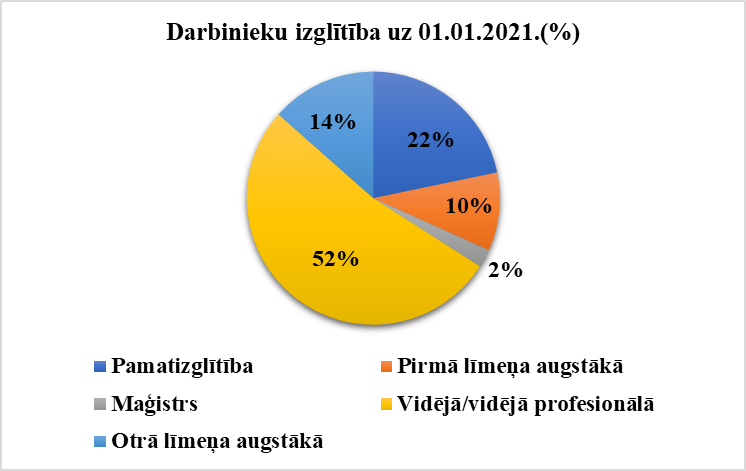 Darbinieku izglītība uz 01.01.2021.(%)
14%
22%
10%
52%
2%
Pamatizglītība
Pirmā līmeņa augstākā
Maģistrs
Vidējā/vidējā profesionālā
Otrā līmeņa augstākā